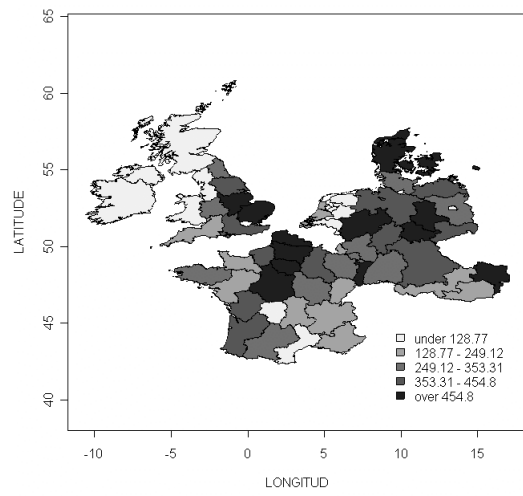 65
60
55
50
45
40
LATITUDE
under 128.77
128.77 - 249.12
249.12 - 353.31
353.31 - 454.8
over 454.8
-10 -5 0 5 10 15
LONGITUD